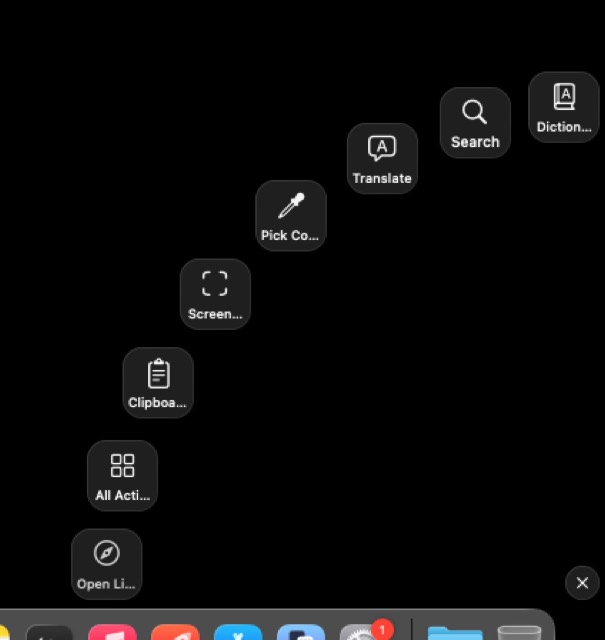 Diction...
Search
Translate
Pick Co...
Screen...
Clipboa...
All Acti...
Open Li...
1